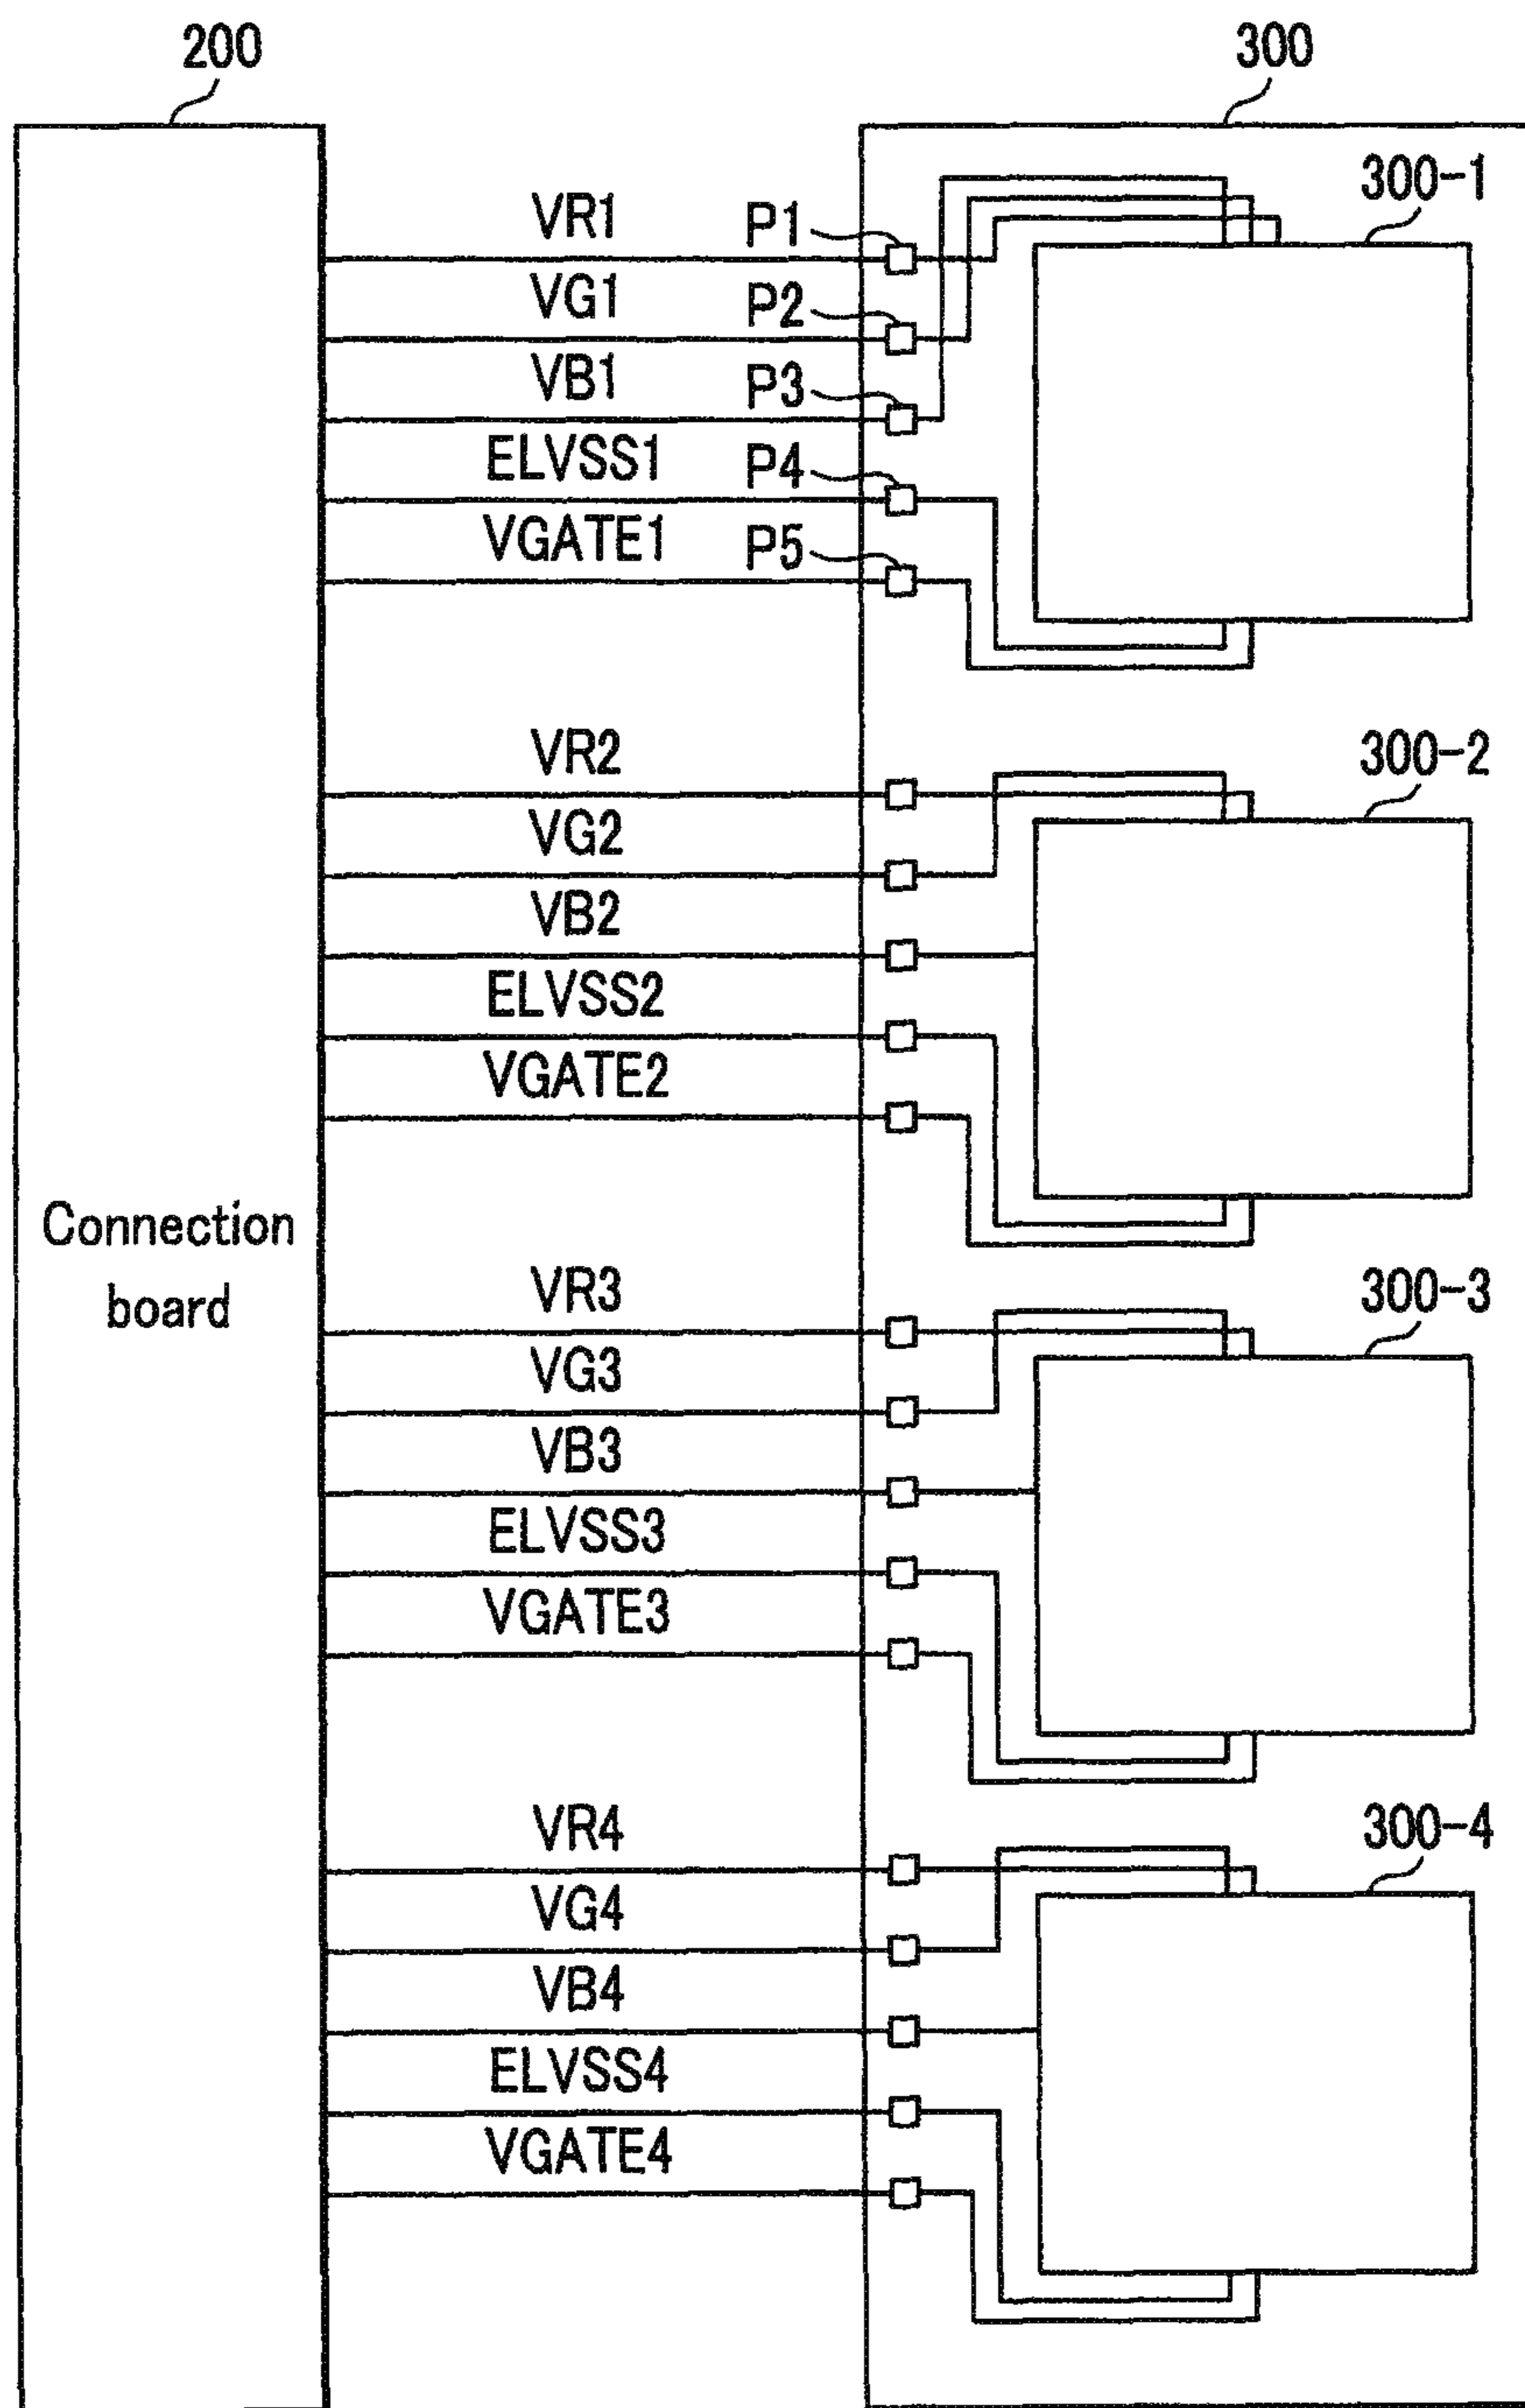 200
300
300-1
VR1
P1
VG1
P2
VB1
P3
ELVSS1
P4
VGATE1
P5
300-2
VR2
VG2
VB2
ELVSS2
VGATE2
Connection
board
300-3
VR3
VG3
VB3
ELVSS3
VGATE3
300-4
VR4
VG4
VB4
ELVSS4
VGATE4